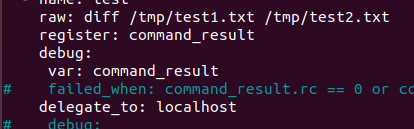 - name: test
raw: diff /tmp/test1.txt /tmp/test2.txt
register: command_result
debug:
var: command_result
# failed_when: command_result.rc == 0 or co
delegate_to: localhost
# debug: